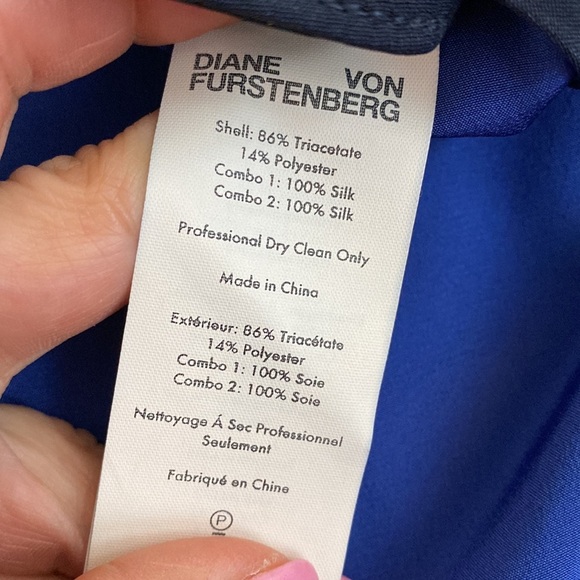 DIANE VON
FURSTENBERG
Shell: 86% Triacetate
14% Polyester
Combo 1: 100% Silk
Combo 2: 100% Silk
Professional Dry Clean Only
Made in China
Extérieur: 86% Triacétate
14% Polyester
Combo 1: 100% Soie
Combo 2: 100% Soie
Nettoyage Á Sec Professionnel
Seulement
Fabriqué en Chine
P